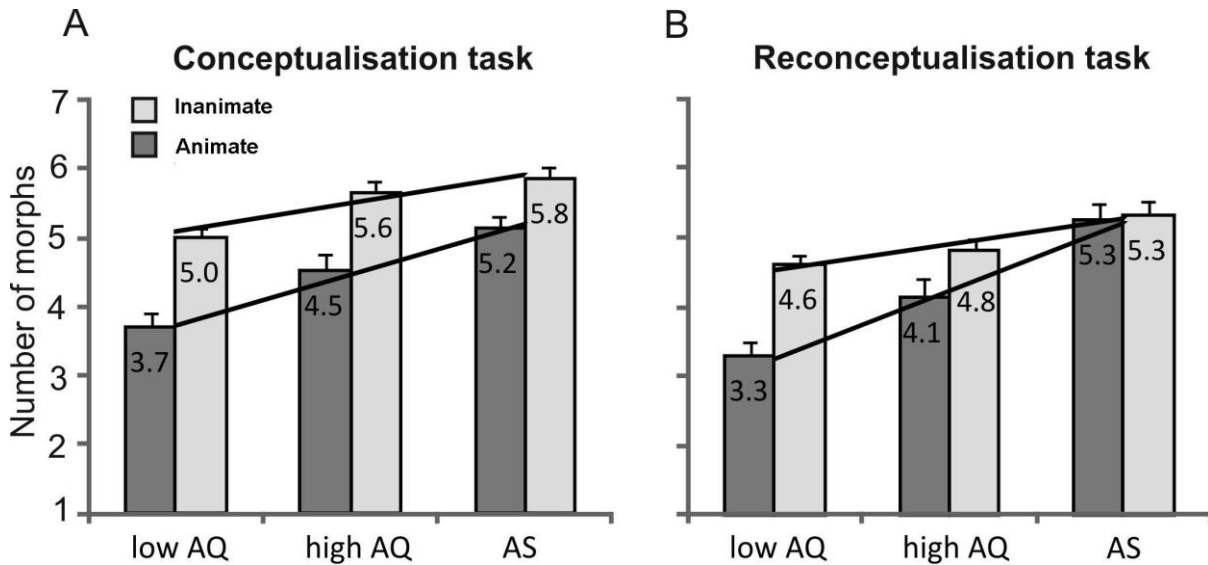 A
Conceptualisation task
Inanimate
Animate
Number of morphs
7
6
5
4
3
2
1
3.7
5.0
4.5
5.6
5.2
5.8
low AQ
high AQ
AS
B
Reconceptualisation task
3.3
4.6
4.1
4.8
5.3
5.3
low AQ
high AQ
AS